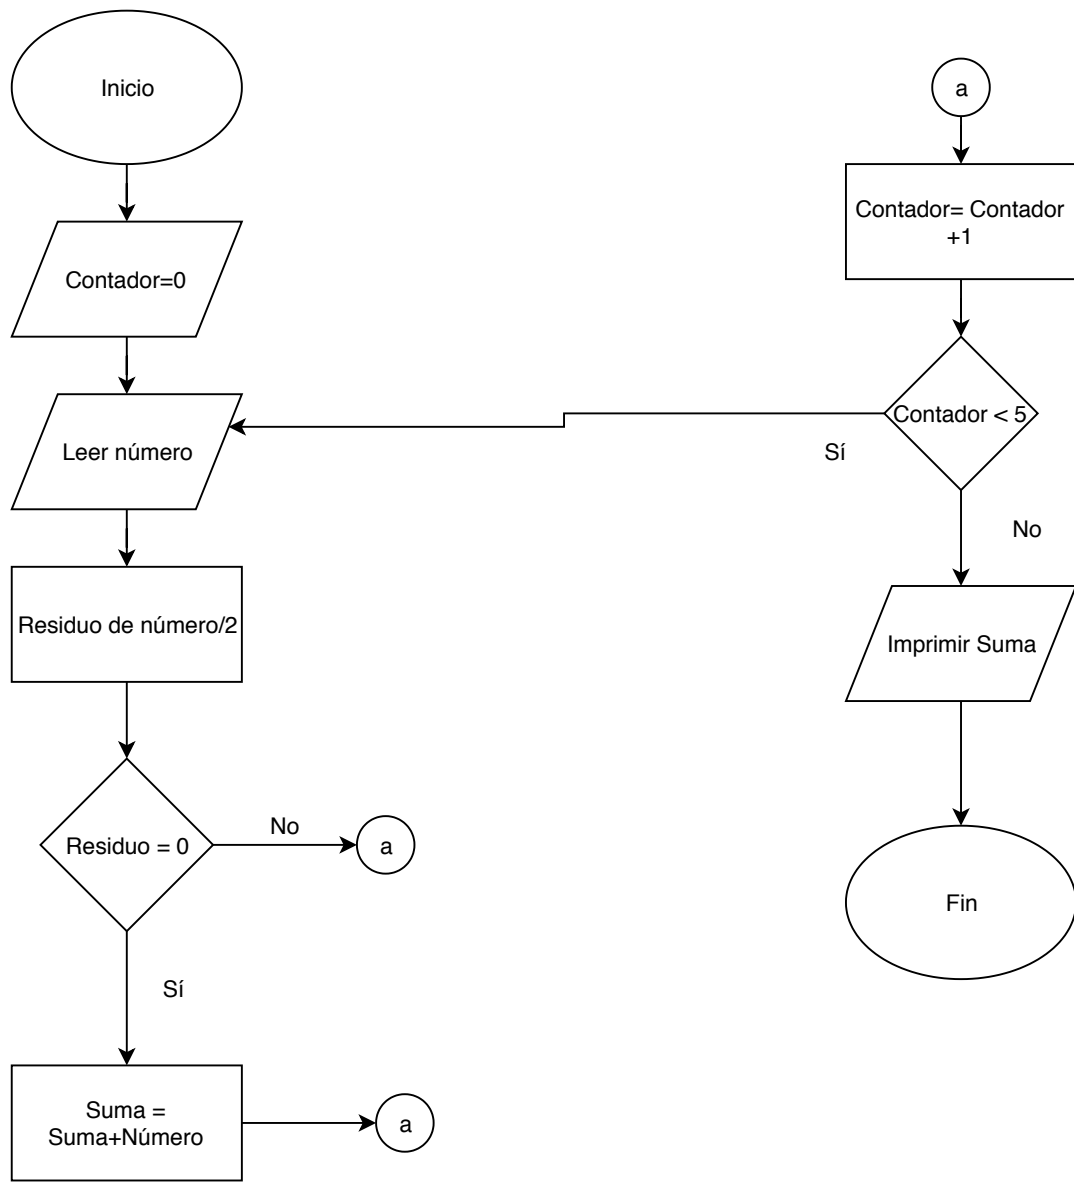 Inicio
Contador=0
Leer número
Residuo de número/2
Residuo = 0
No
a
Sí
Suma =
Suma+Número
a
a
Contador= Contador
+1
Contador < 5
Sí
No
Imprimir Suma
Fin